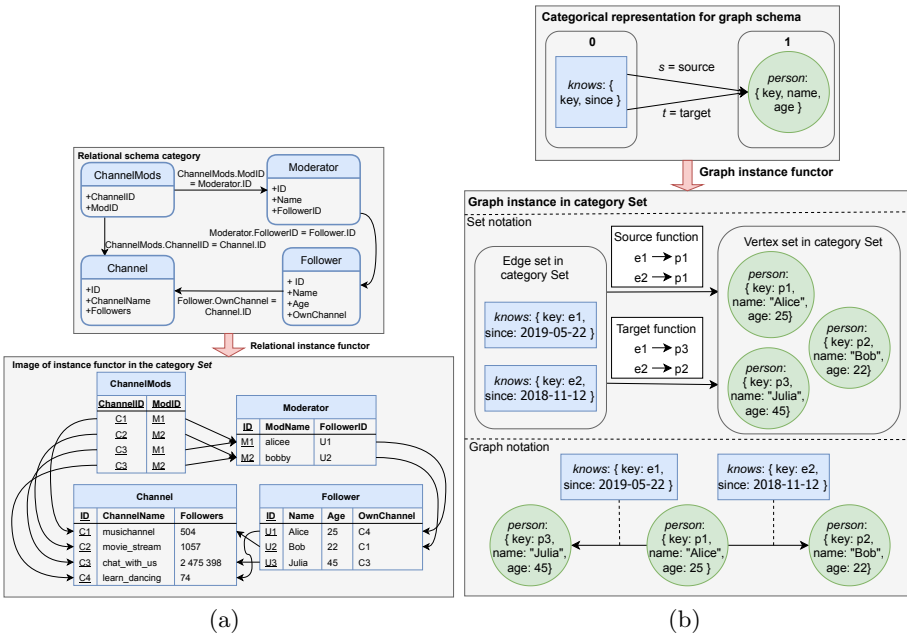 Relational schema category
ChannelMods
+ChannelID
+ModID
ChannelMods.ModID
= Moderator.ID
Moderator
+ID
+Name
+FollowerID
Moderator.FollowerID = Follower.ID
ChannelMods.ChannelID = Channel.ID
Channel
+ID
+ChannelName
+Followers
Follower.OwnChannel =
Channel.ID
Follower
+ ID
+Name
+Age
+OwnChannel
Relational instance functor
Image of instance functor in the category Set
ChannelMods
ChannelID ModID
C1 M1
C2 M2
C3 M1
C3 M2
Moderator
ID ModName FollowerID
M1 alicee U1
M2 bobby U2
Channel
ID ChannelName Followers
C1 musichannel 504
C2 movie_stream 1057
C3 chat_with_us 2 475 398
C4 learn_dancing 74
Follower
ID Name Age OwnChannel
U1 Alice 25 C4
U2 Bob 22 C1
U3 Julia 45 C3
(a)
Categorical representation for graph schema
0
knows: {
key, since }
s = source
t = target
1
person:
{ key, name,
age }
Graph instance functor
Graph instance in category Set
Set notation
Edge set in
category Set
knows: { key: e1,
since: 2019-05-22 }
knows: { key: e2,
since: 2018-11-12 }
Source function
e1 p1
e2 p1
Target function
e1 p3
e2 p2
Vertex set in category Set
person:
{ key: p1,
name: "Alice",
age: 25}
person:
{ key: p2,
name: "Bob",
age: 22}
person:
{ key: p3,
name: "Julia",
age: 45}
Graph notation
knows: { key: e1,
since: 2019-05-22 }
knows: { key: e2,
since: 2018-11-12 }
person:
{ key: p3,
name: "Julia",
age: 45}
person:
{ key: p1,
name: "Alice",
age: 25 }
person:
{ key: p2,
name: "Bob",
age: 22}
(b)